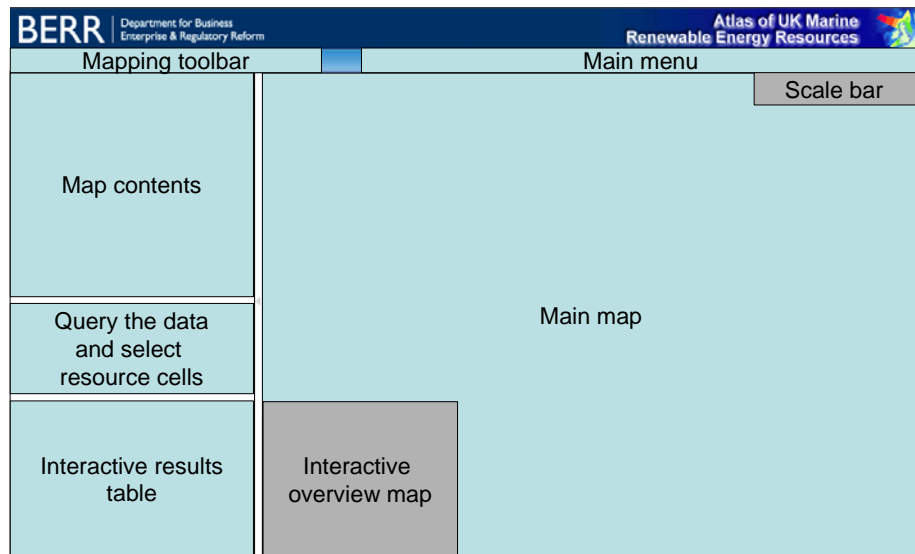 BERR
Department for Business
Enterprise & Regulatory Reform
Atlas of UK Marine
Renewable Energy Resources
Mapping toolbar
Main menu
Scale bar
Map contents
Main map
Query the data
and select
resource cells
Interactive results
table
Interactive
overview map